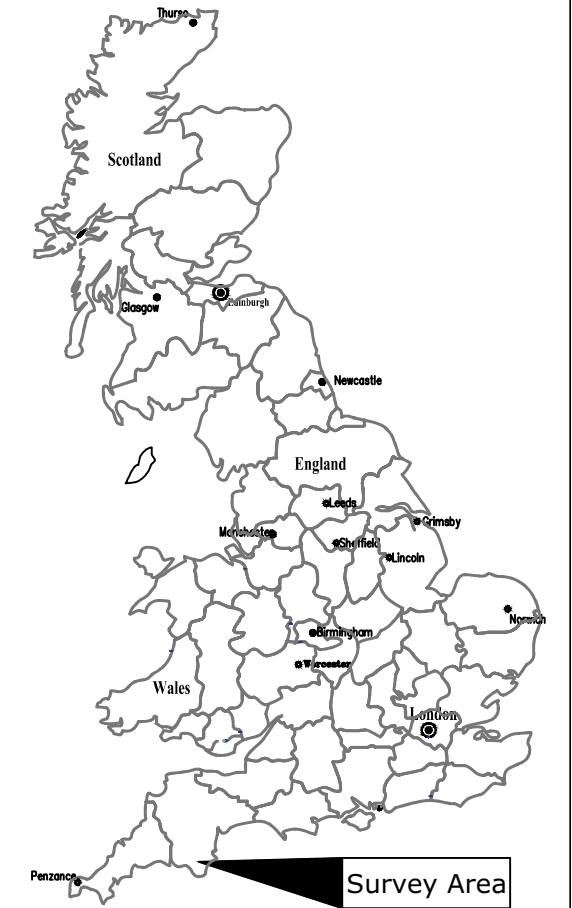 Thurso
Scotland
Edinburgh
Glasgow
Newcastle
England
Leeds
Grimsby
Manchester
Sheffield
Lincoln
Norwich
Birmingham
Worcester
Wales
London
Penzance
Survey Area